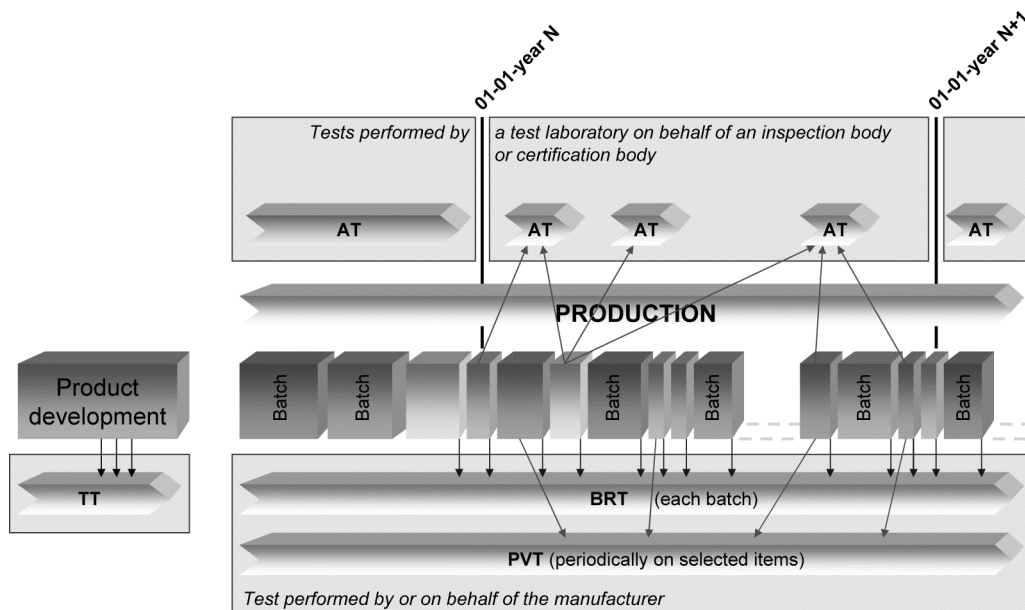 01-01-year N
01-01-year N+1
Tests performed by
a test laboratory on behalf of an inspection body
or certification body
AT
AT
AT
AT
AT
PRODUCTION
Product
development
Batch
Batch
Batch
Batch
Batch
Batch
TT
BRT (each batch)
PVT (periodically on selected items)
Test performed by or on behalf of the manufacturer